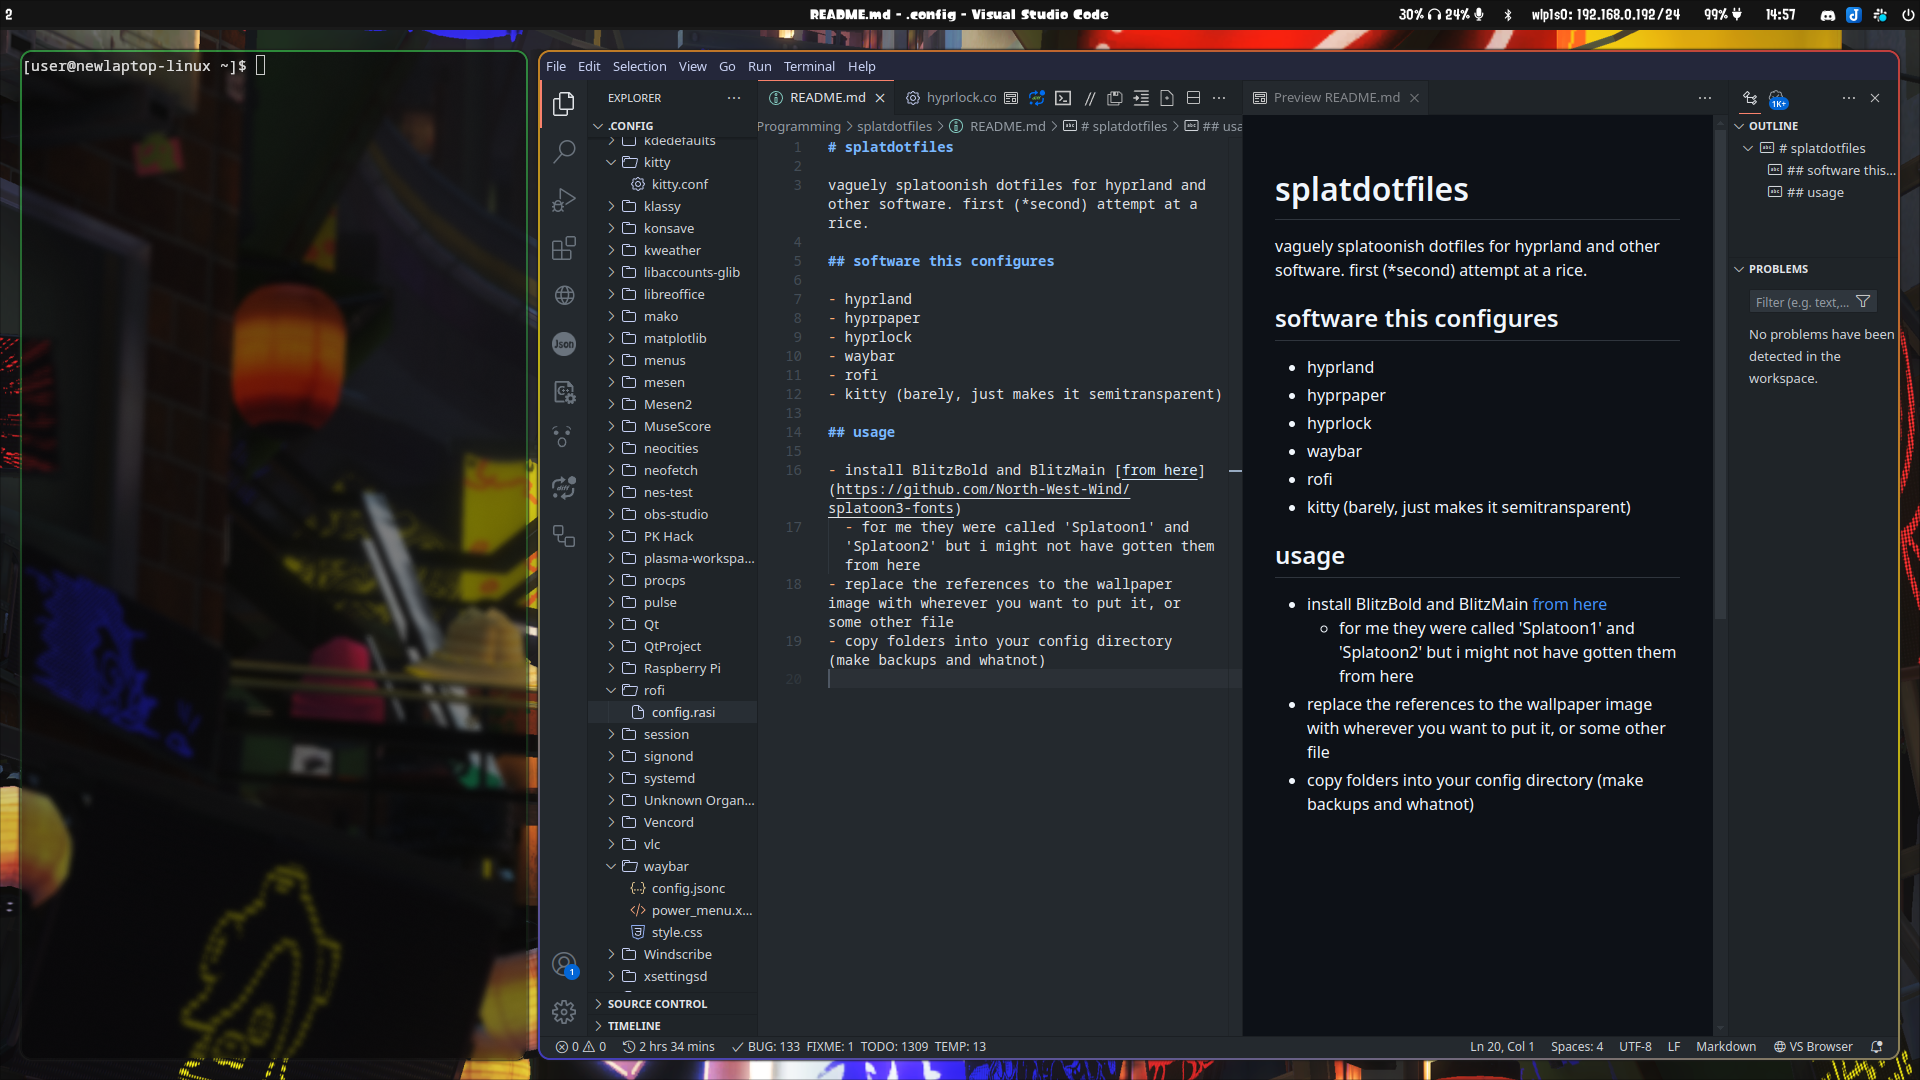 2
README.md - .config - Visual Studio Code
30% 24% wlp1s0: 192.168.0.192/24 99% 14:57
[user@newlaptop-linux ~]$
File Edit Selection View Go Run Terminal Help
EXPLORER
.CONFIG
kdedefaults
kitty
kitty.conf
klassy
konsave
kweather
libaccounts-glib
libreoffice
mako
matplotlib
menus
mesen
Mesen2
MuseScore
neocities
neofetch
nes-test
obs-studio
PK Hack
plasma-workspa...
procps
pulse
Qt
QtProject
Raspberry Pi
rofi
config.rasi
session
signond
systemd
Unknown Organ...
Vencord
vlc
waybar
config.jsonc
power_menu.x...
style.css
Windscribe
xsettingsd
SOURCE CONTROL
TIMELINE
Json
1
README.md hyprlock.co
Programming > splatdotfiles > README.md > # splatdotfiles > ## usa
1 # splatdotfiles
2
3 vaguely splatoonish dotfiles for hyprland and
other software. first (*second) attempt at a
rice.
4
5 ## software this configures
6
7 - hyprland
8 - hyprpaper
9 - hyprlock
10 - waybar
11 - rofi
12 - kitty (barely, just makes it semitransparent)
13
14 ## usage
15
16 - install BlitzBold and BlitzMain [from here]
(https://github.com/North-West-Wind/
splatoon3-fonts)
17 - for me they were called 'Splatoon1' and
'Splatoon2' but i might not have gotten them
from here
18 - replace the references to the wallpaper
image with wherever you want to put it, or
some other file
19 - copy folders into your config directory
(make backups and whatnot)
20
Preview README.md
splatdotfiles
vaguely splatoonish dotfiles for hyprland and other
software. first (*second) attempt at a rice.
software this configures
• hyprland
• hyprpaper
• hyprlock
• waybar
• rofi
• kitty (barely, just makes it semitransparent)
usage
• install BlitzBold and BlitzMain from here
◦ for me they were called 'Splatoon1' and
'Splatoon2' but i might not have gotten them
from here
• replace the references to the wallpaper image
with wherever you want to put it, or some other
file
• copy folders into your config directory (make
backups and whatnot)
1K+
OUTLINE
# splatdotfiles
## software this...
## usage
PROBLEMS
Filter (e.g. text,...
No problems have been
detected in the
workspace.
0 0 2 hrs 34 mins BUG: 133 FIXME: 1 TODO: 1309 TEMP: 13 Ln 20, Col 1 Spaces: 4 UTF-8 LF Markdown VS Browser